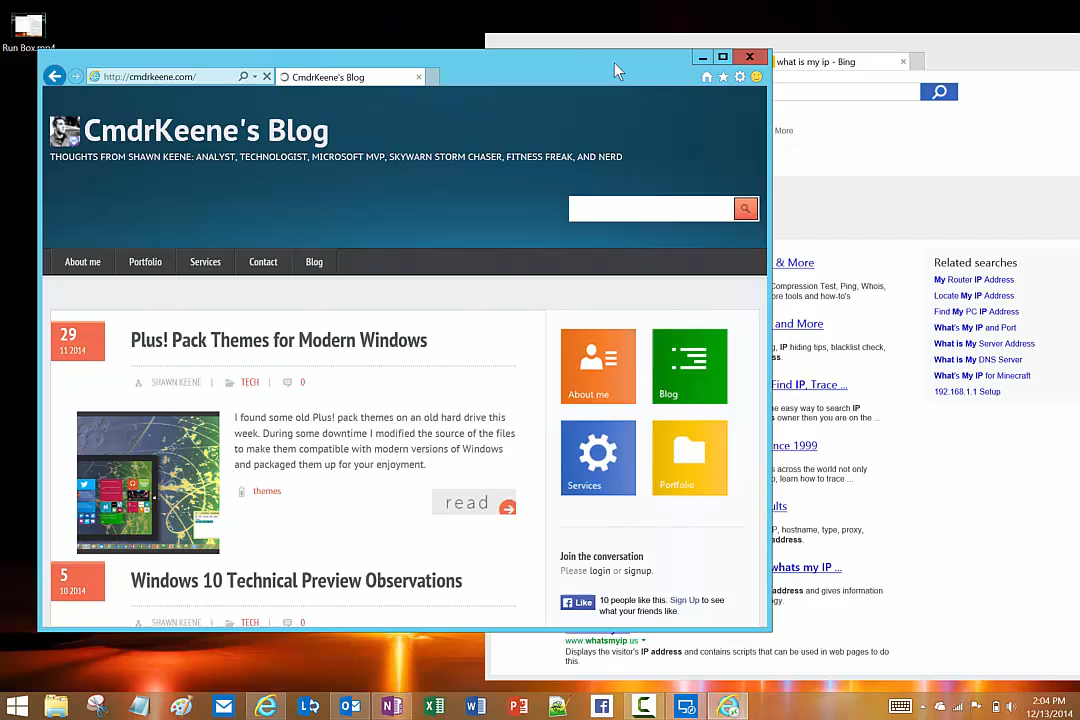 Run Box.mp4
http://cmdrkeene.com/
CmdrKeene's Blog
what is my ip - Bing
CmdrKeene's Blog
THOUGHTS FROM SHAWN KEENE: ANALYST, TECHNOLOGIST, MICROSOFT MVP, SKYWARN STORM CHASER, FITNESS FREAK, AND NERD
More
About me
Portfolio
Services
Contact
Blog
29
11 2014
Plus! Pack Themes for Modern Windows
SHAWN KEENE | TECH | 0
I found some old Plus! pack themes on an old hard drive this
week. During some downtime I modified the source of the files
to make them compatible with modern versions of Windows
and packaged them up for your enjoyment.
themes
read
5
10 2014
Windows 10 Technical Preview Observations
SHAWN KEENE | TECH | 0
About me
Blog
Services
Portfolio
Join the conversation
Please login or signup.
Like
10 people like this. Sign Up to see
what your friends like.
& More
Compression Test, Ping, Whois,
ore tools and how-to's
and More
g, IP hiding tips, blacklist check,
Find IP, Trace ...
he easy way to search IP
owner then you are on the ...
nce 1999
s across the world not only
p, learn how to trace ...
ults
P, hostname, type, proxy,
address.
whats my IP ...
address and gives information
gy.
www.whatsmyip.us
Displays the visitor's IP address and contains scripts that can be used in web pages to do
this.
Related searches
My Router IP Address
Locate My IP Address
Find My PC IP Address
What's My IP and Port
What is My Server Address
What is My DNS Server
What's My IP for Minecraft
192.168.1.1 Setup
2:04 PM
12/13/2014